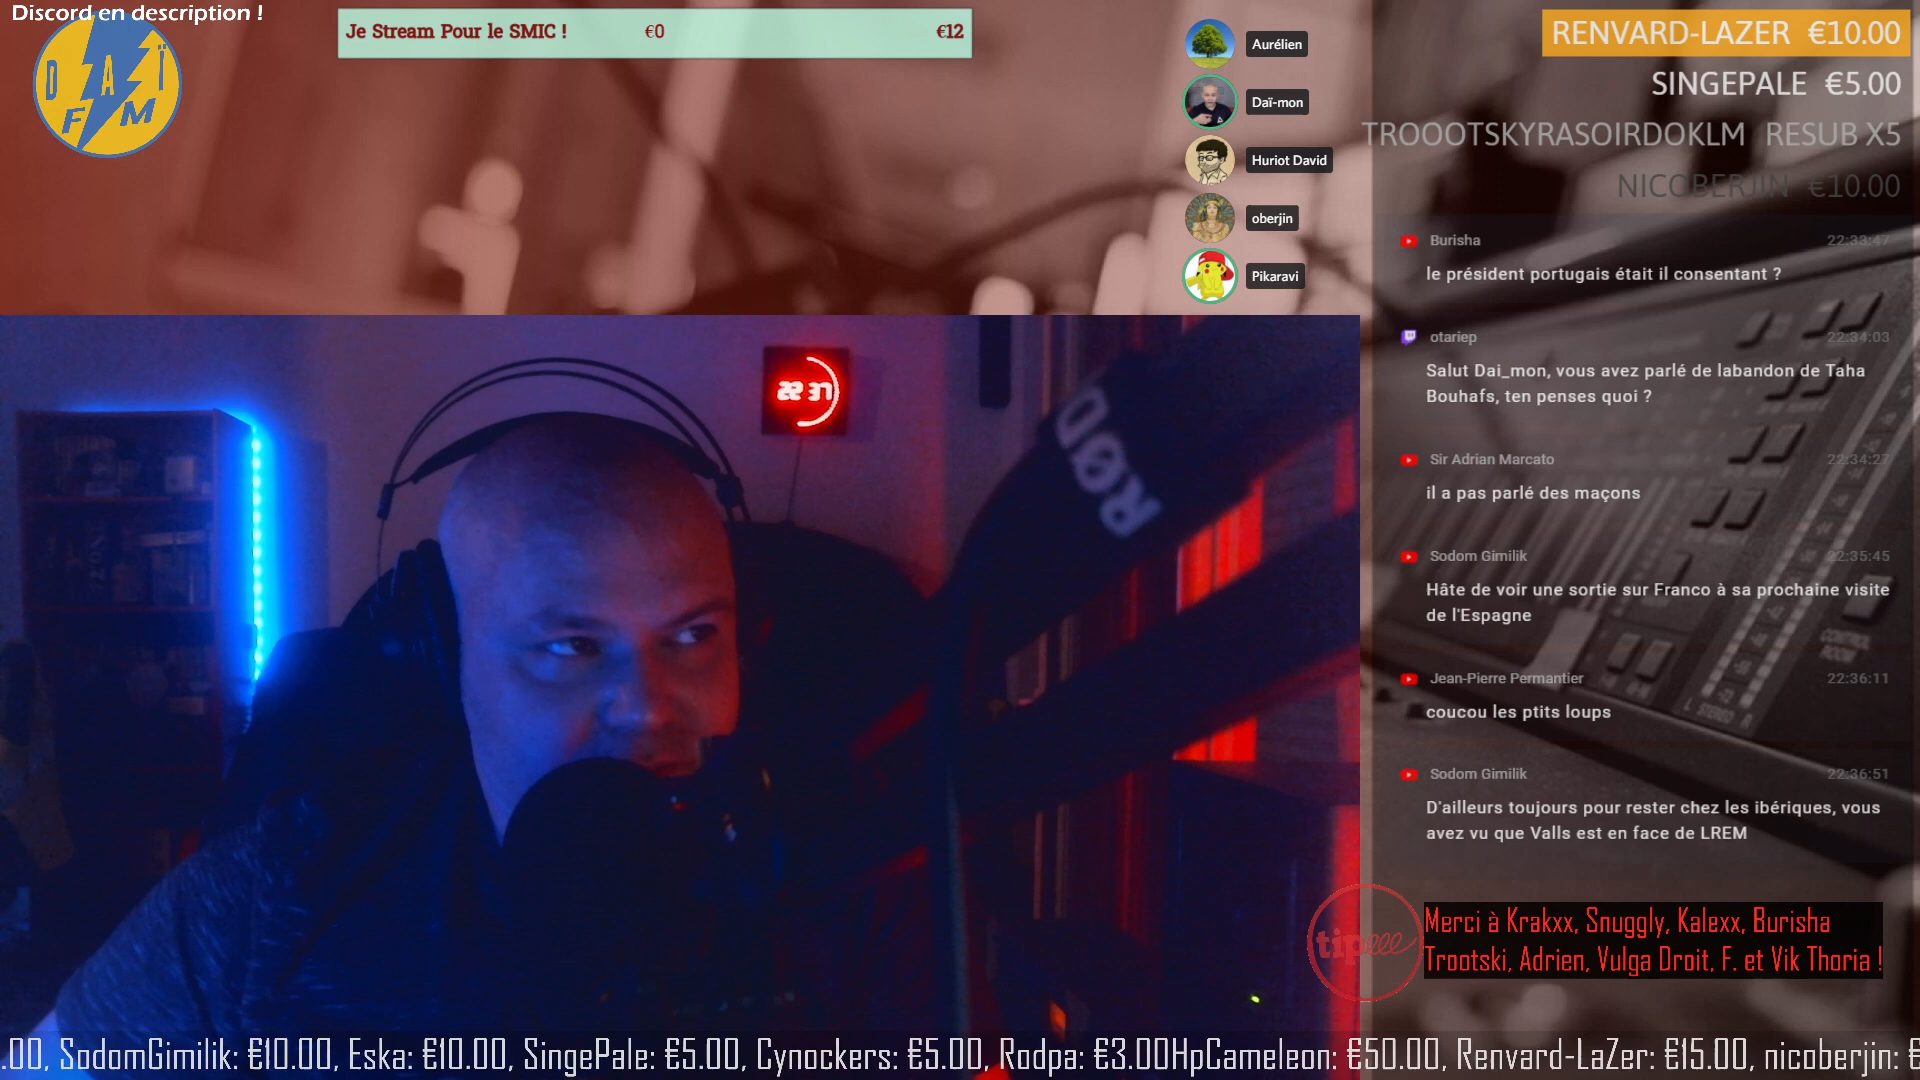 Discord en description !
D A Ï
F M
Je Stream Pour le SMIC ! €0 €12
Aurélien
Daï-mon
Huriot David
oberjin
Pikaravi
RENVARD-LAZER €10.00
SINGEPALE €5.00
TROOOTSKYRASOIRDOKLM RESUB X5
NICOBERJIN €10.00
Burisha 22:33:47
le président portugais était il consentant ?
otariep 22:34:03
Salut Dai_mon, vous avez parlé de labandon de Taha
Bouhafs, ten penses quoi ?
Sir Adrian Marcato 22:34:27
il a pas parlé des maçons
Sodom Gimilik 22:35:45
Hâte de voir une sortie sur Franco à sa prochaine visite
de l'Espagne
Jean-Pierre Permantier 22:36:11
coucou les ptits loups
Sodom Gimilik 22:36:51
D'ailleurs toujours pour rester chez les ibériques, vous
avez vu que Valls est en face de LREM
CONTROL
ROOM
L STEREO R
RØD
tipeee
Merci à Krakxx, Snuggly, Kalexx, Burisha
Trootski, Adrien, Vulga Droit, F. et Vik Thoria !
.00, SodomGimilik: €10.00, Eska: €10.00, SingePale: €5.00, Cynockers: €5.00, Rodpa: €3.00HpCameleon: €50.00, Renvard-LaZer: €15.00, nicoberjin: €